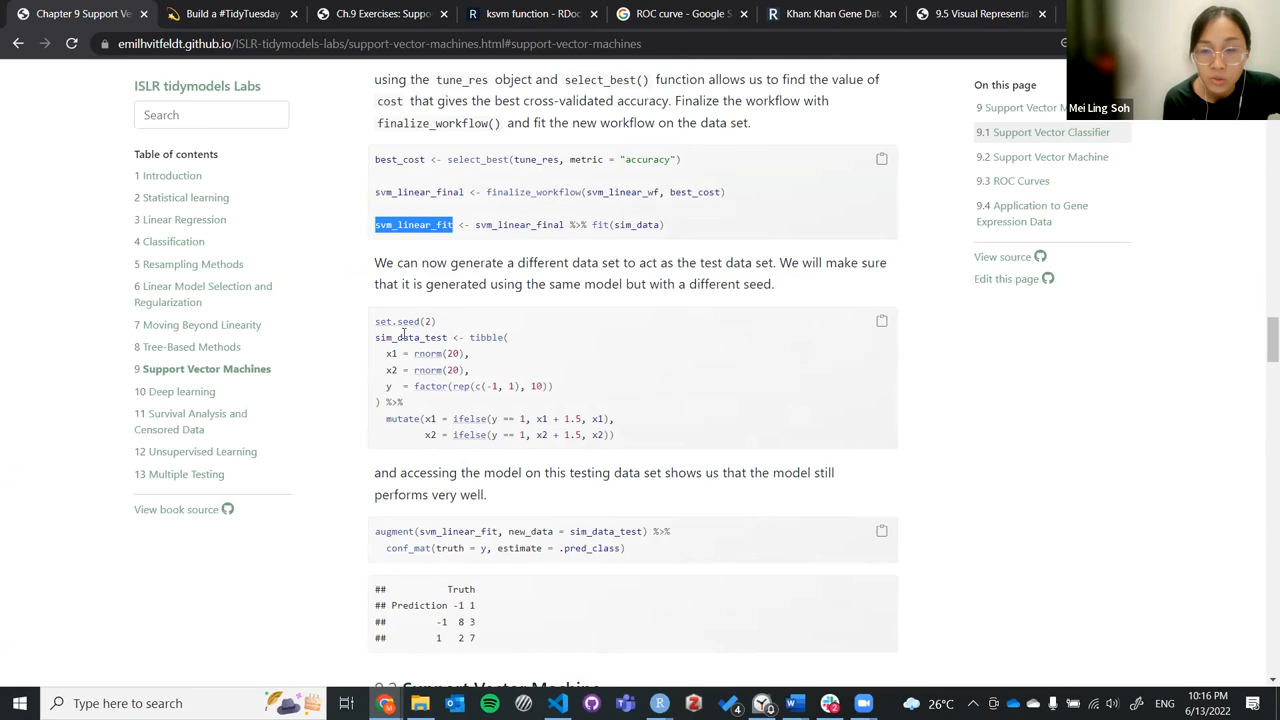 Chapter 9
yesterday
Ch.9 Exercises: Supp
ksvm function - RDoc
ROC curve - Google S
Khan: Khan Gene Dat
9.5 Visual Represent
emilhvitfeldt.github.io/ISLR-tidymodels-labs/support-vector-machines.html#support-vector-machines
Mei Ling Soh
ISLR tidymodels Labs
Search
Table of contents
1 Introduction
2 Statistical learning
3 Linear Regression
4 Classification
5 Resampling Methods
6 Linear Model Selection and
Regularization
7 Moving Beyond Linearity
8 Tree-Based Methods
9 Support Vector Machines
10 Deep learning
11 Survival Analysis and
Censored Data
12 Unsupervised Learning
13 Multiple Testing
View book source
using the tune_res object and select_best() function allows us to find the value of
cost that gives the best cross-validated accuracy. Finalize the workflow with
finalize_workflow() and fit the new workflow on the data set.
best_cost <- select_best(tune_res, metric = "accuracy")
svm_linear_final <- finalize_workflow(svm_linear_wf, best_cost)
svm_linear_fit <- svm_linear_final %>% fit(sim_data)
We can now generate a different data set to act as the test data set. We will make sure
that it is generated using the same model but with a different seed.
set.seed(2)
sim_data_test <- tibble(
x1 = rnorm(20),
x2 = rnorm(20),
y = factor(rep(c(-1, 1), 10))
) %>%
mutate(x1 = ifelse(y == 1, x1 + 1.5, x1),
x2 = ifelse(y == 1, x2 + 1.5, x2))
and accessing the model on this testing data set shows us that the model still
performs very well.
augment(svm_linear_fit, new_data = sim_data_test) %>%
conf_mat(truth = y, estimate = .pred_class)
## Truth
## Prediction -1 1
## -1 8 3
## 1 2 7
On this page
9 Support Vector M
9.1 Support Vector Classifier
9.2 Support Vector Machine
9.3 ROC Curves
9.4 Application to Gene
Expression Data
View source
Edit this page
Type here to search
4
0
2
26°C
ENG
10:16 PM
6/13/2022